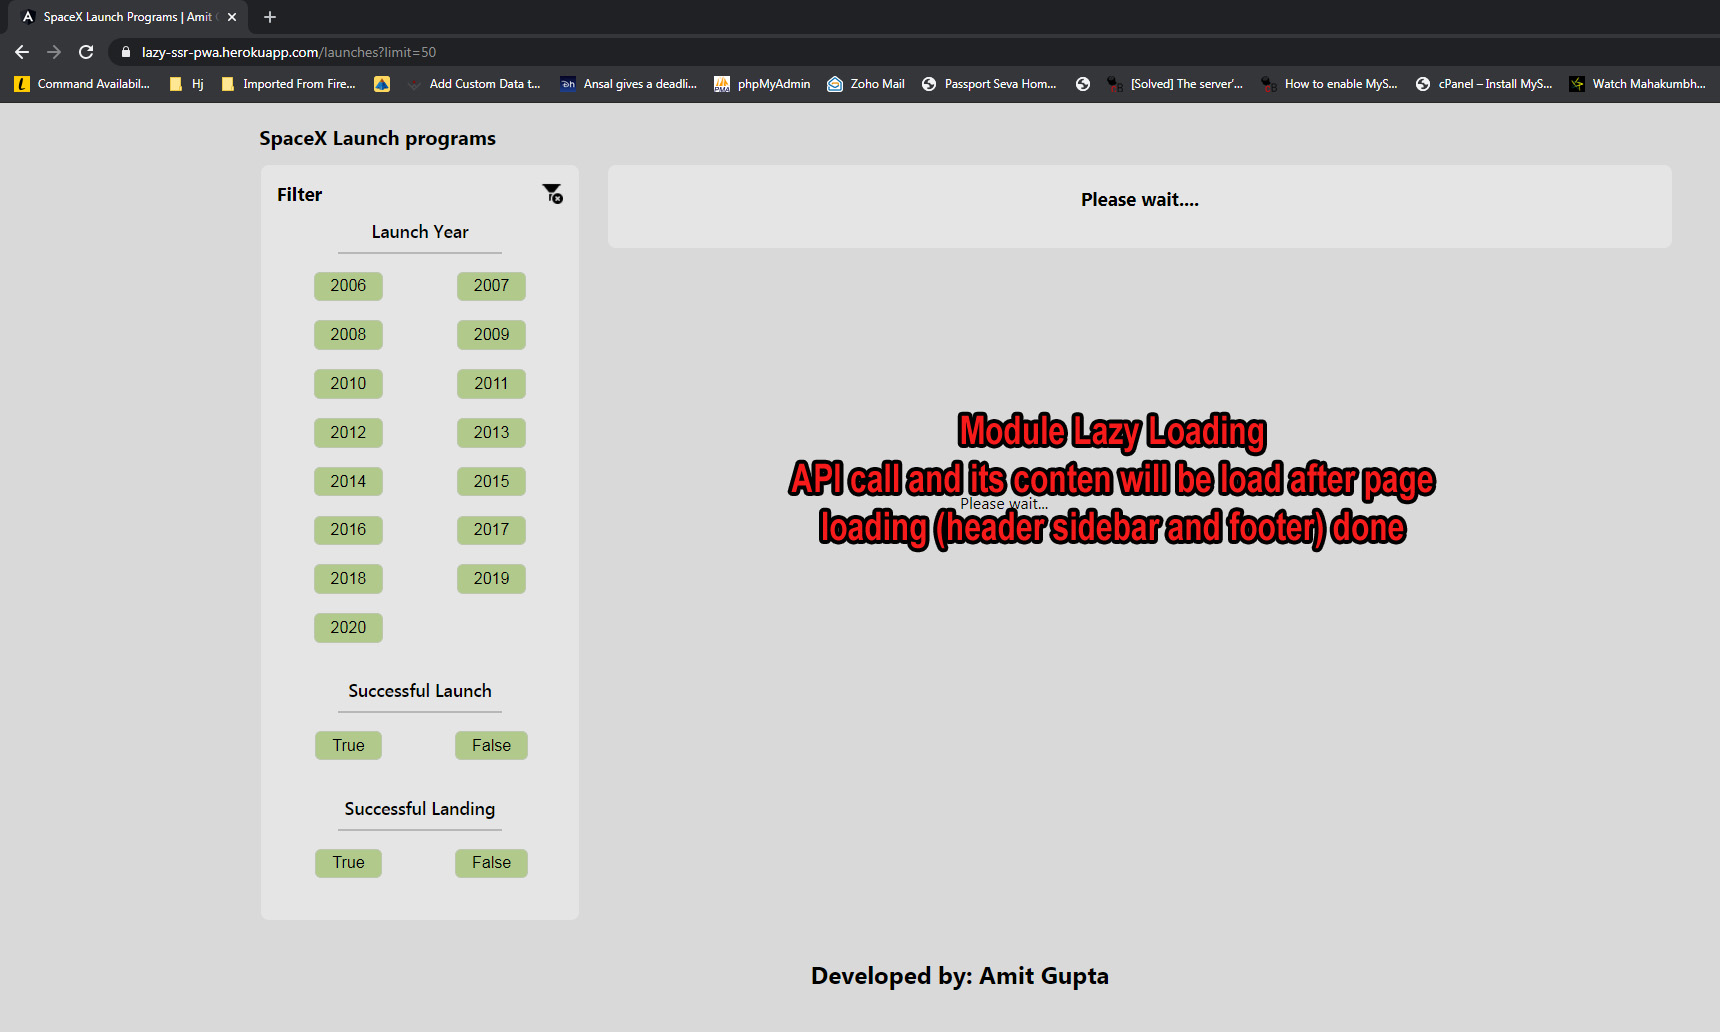 SpaceX Launch Programs | Amit
lazy-ssr-pwa.herokuapp.com/launches?limit=50
Command Availabil... Hj Imported From Fire... Add Custom Data t... Ansal gives a deadli... phpMyAdmin Zoho Mail Passport Seva Hom... [Solved] The server'... How to enable MyS... cPanel – Install MyS... Watch Mahakumbh...
SpaceX Launch programs
Filter
Launch Year
2006 2007
2008 2009
2010 2011
2012 2013
2014 2015
2016 2017
2018 2019
2020
Successful Launch
True False
Successful Landing
True False
Please wait....
Module Lazy Loading
API call and its conten will be load after page
Please wait...
loading (header sidebar and footer) done
Developed by: Amit Gupta